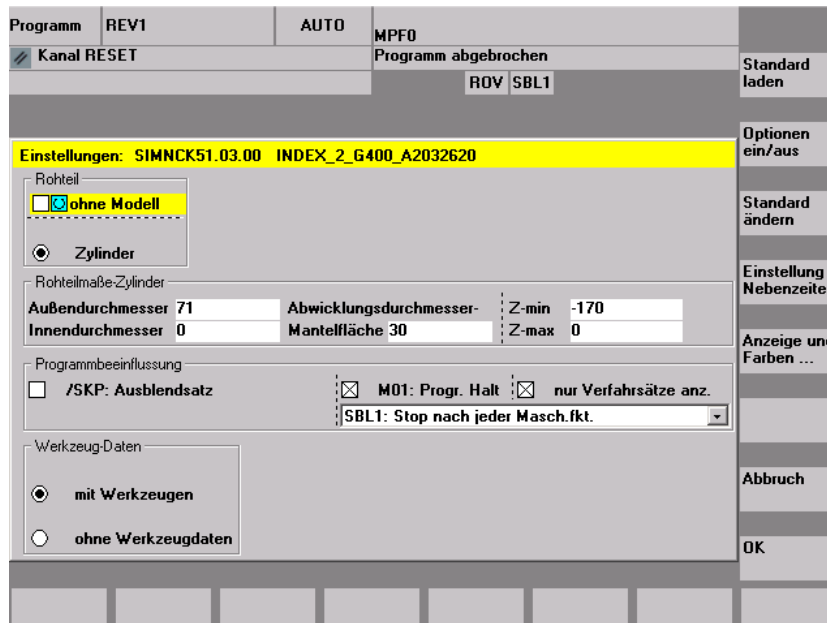 Programm REV1 AUTO MPF0
Kanal RESET Programm abgebrochen
ROV SBL1
Einstellungen: SIMNCK51.03.00 INDEX_2_G400_A2032620
Rohteil
ohne Modell
Zylinder
Rohteilmaße-Zylinder
Außendurchmesser 71 Abwicklungsdurchmesser- Z-min -170
Innendurchmesser 0 Mantelfläche 30 Z-max 0
Programmbeeinflussung
/SKP: Ausblendsatz M01: Progr. Halt nur Verfahrsätze anz.
SBL1: Stop nach jeder Masch.fkt.
Werkzeug-Daten
mit Werkzeugen
ohne Werkzeugdaten
Standard
laden
Optionen
ein/aus
Standard
ändern
Einstellung
Nebenzeite
Anzeige un
Farben ...
Abbruch
OK